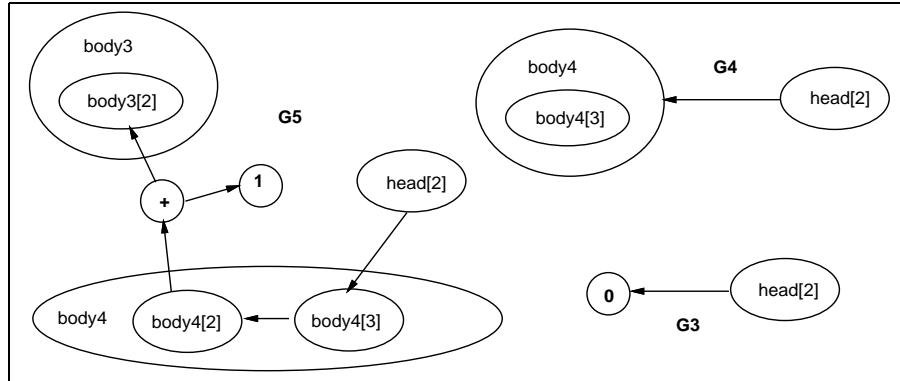 body3
body3[2]
G5
1
+
head[2]
body4
body4[2]
body4[3]
body4
body4[3]
G4
head[2]
0
G3
head[2]